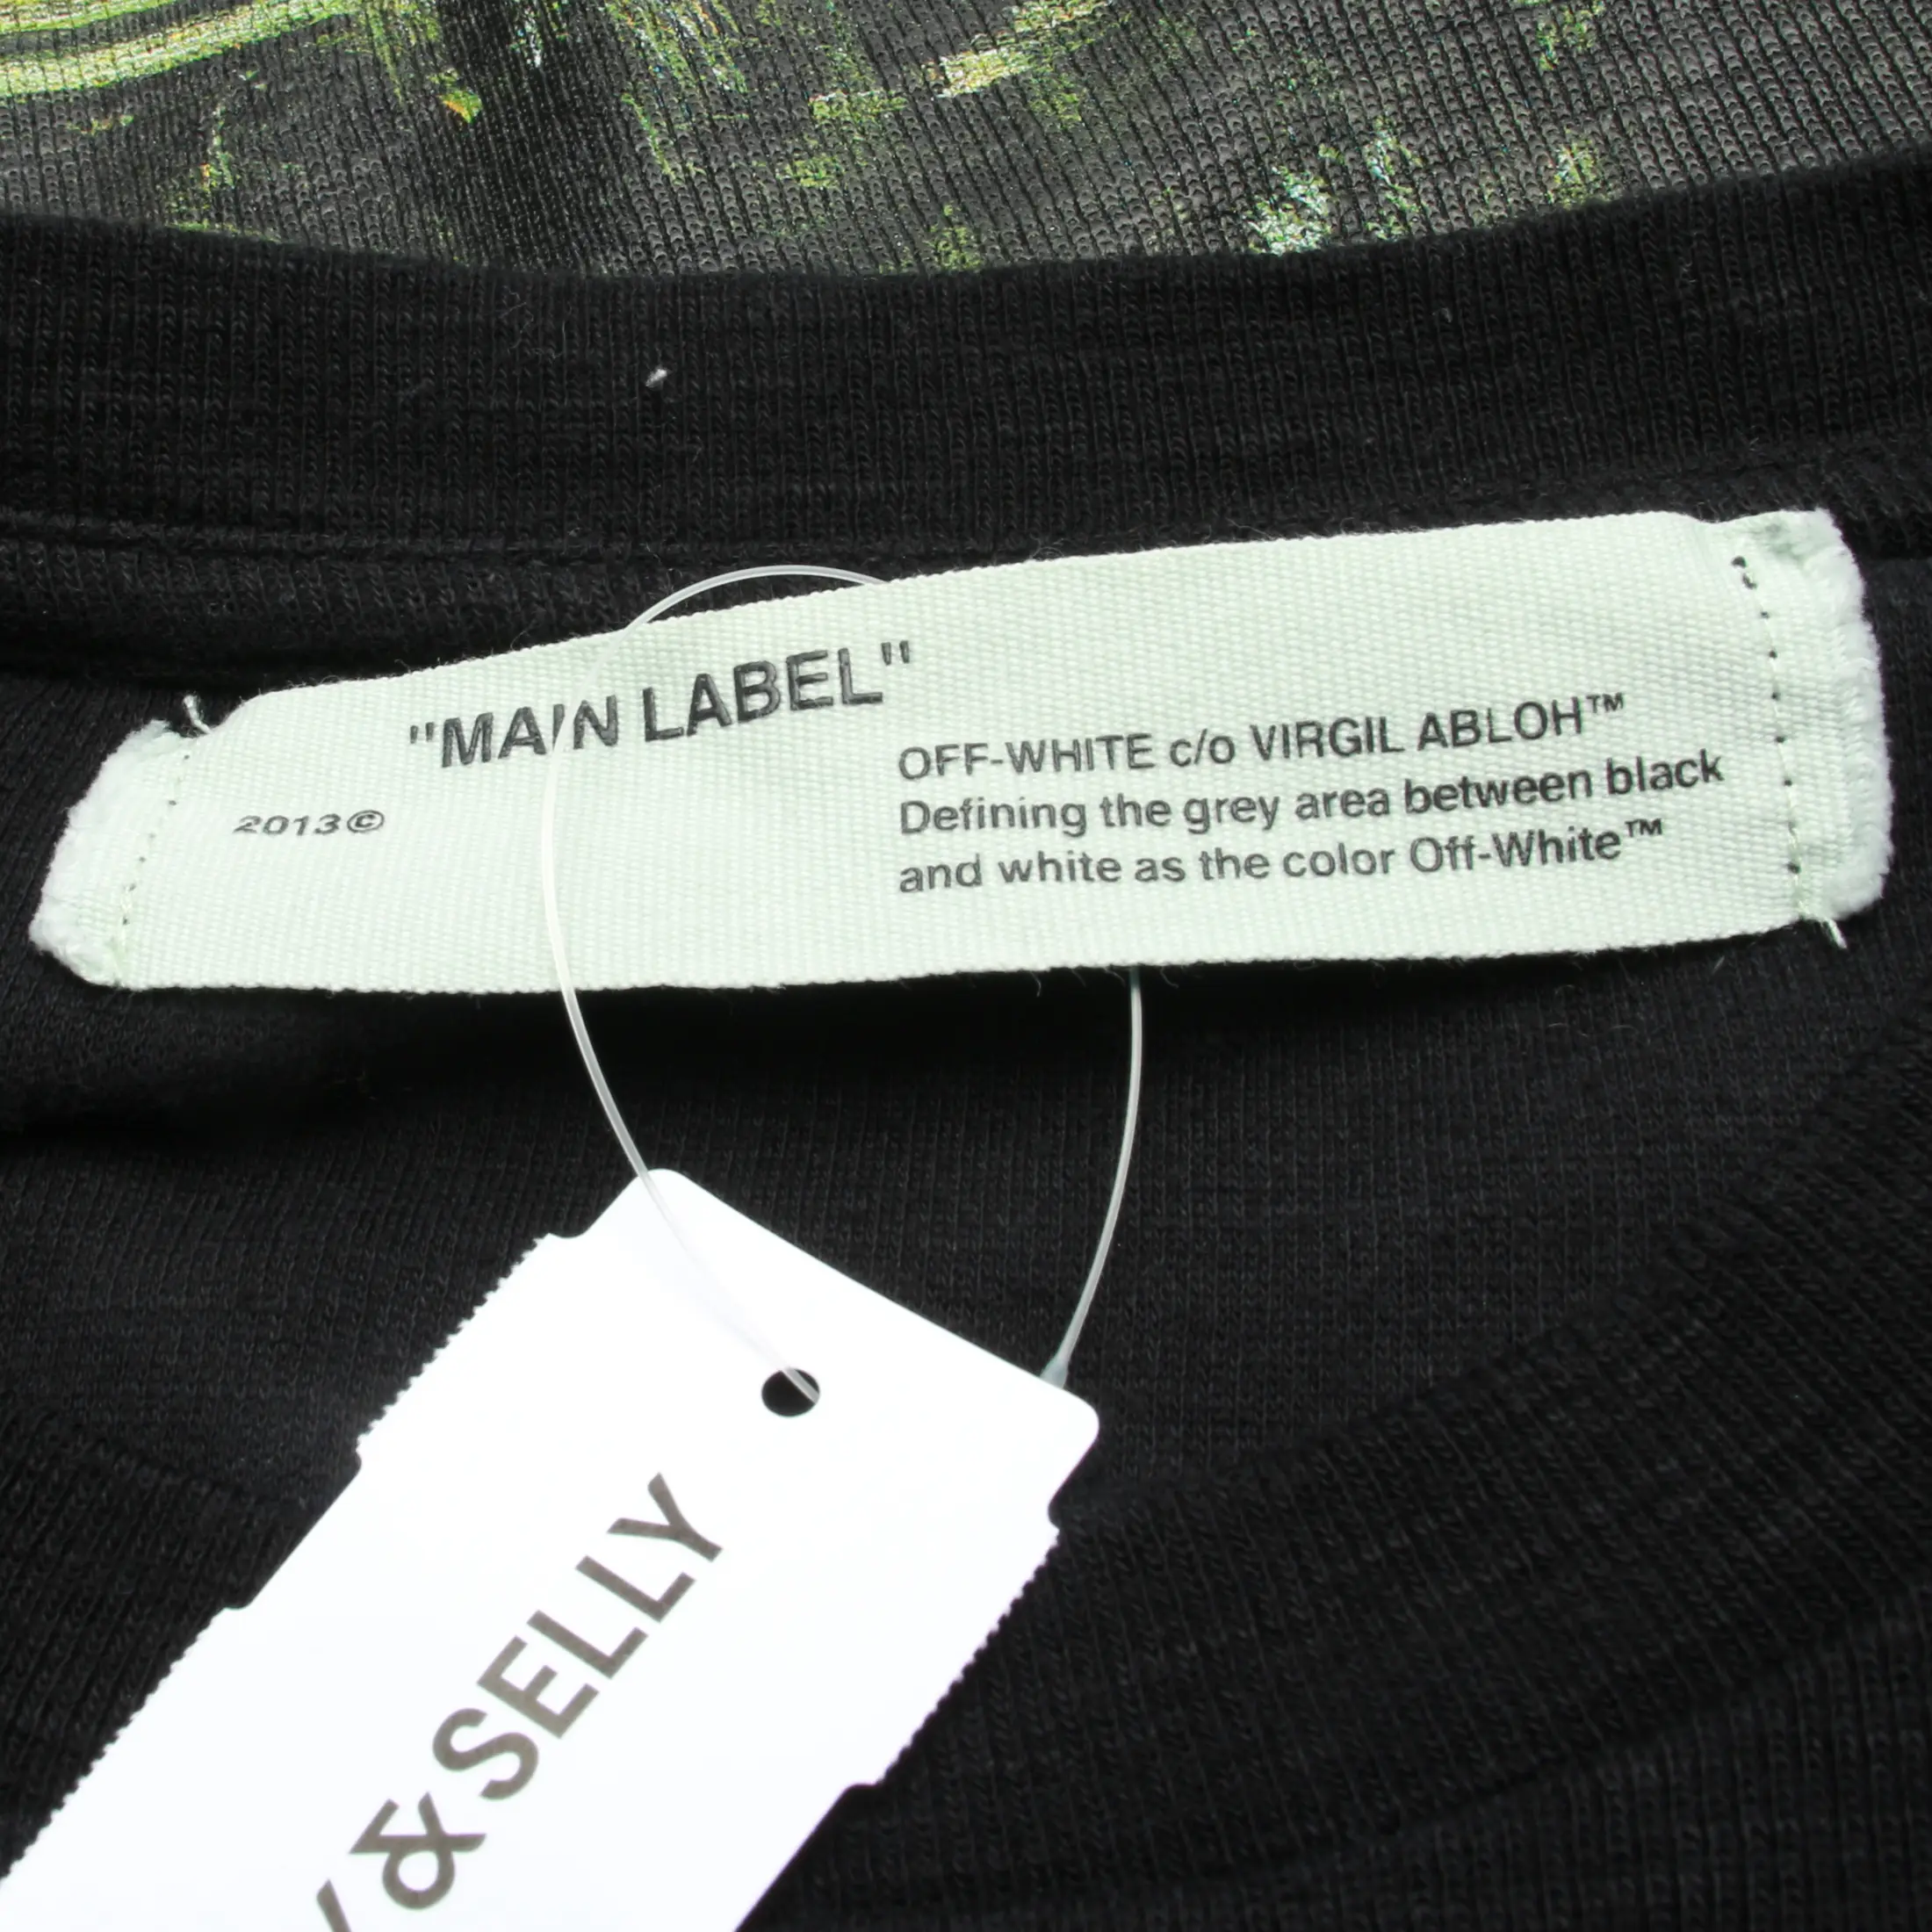 "MAIN LABEL"
OFF-WHITE c/o VIRGIL ABLOH™
Defining the grey area between black
and white as the color Off-White™
2013©
& SELLY